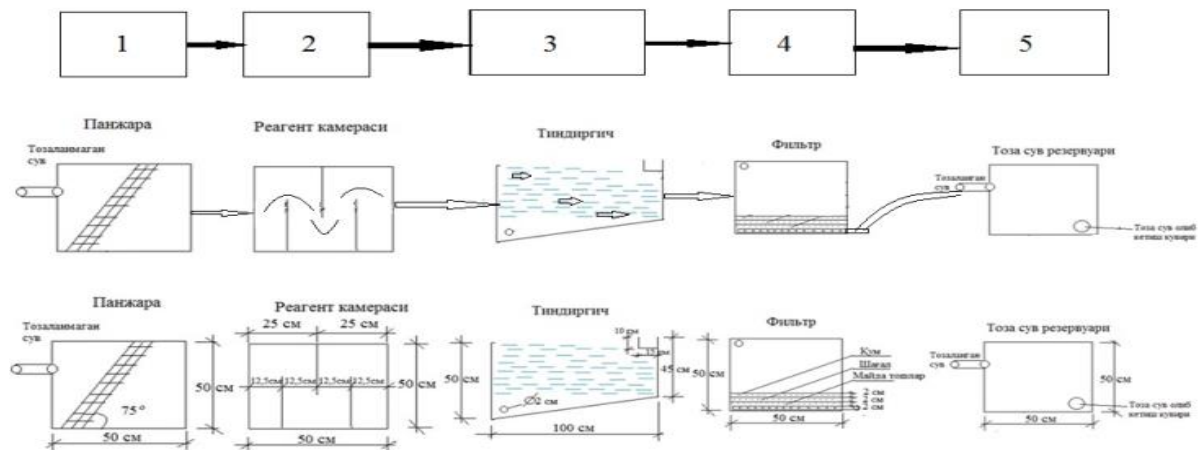 1
2
3
4
5
Панжара
Реагент камераси
Тиндиргич
Фильтр
Тоза сув резервуари
Тозаланмаган
сув
Тозаланган
сув
Тоза сув олиб
кетиш қувури
Панжара
Реагент камераси
Тиндиргич
Фильтр
Тоза сув резервуари
Тозаланмаган
сув
25 см
25 см
10 см
15 см
Қум
Шағал
Майда тошлар
Тозаланган
сув
50 см
12,5см
12,5см
12,5см
12,5см
50 см
50 см
45 см
50 см
50 см
75°
2 см
см
см
см
Тоза сув олиб
кетиш қувури
50 см
50 см
100 см
50 см
50 см